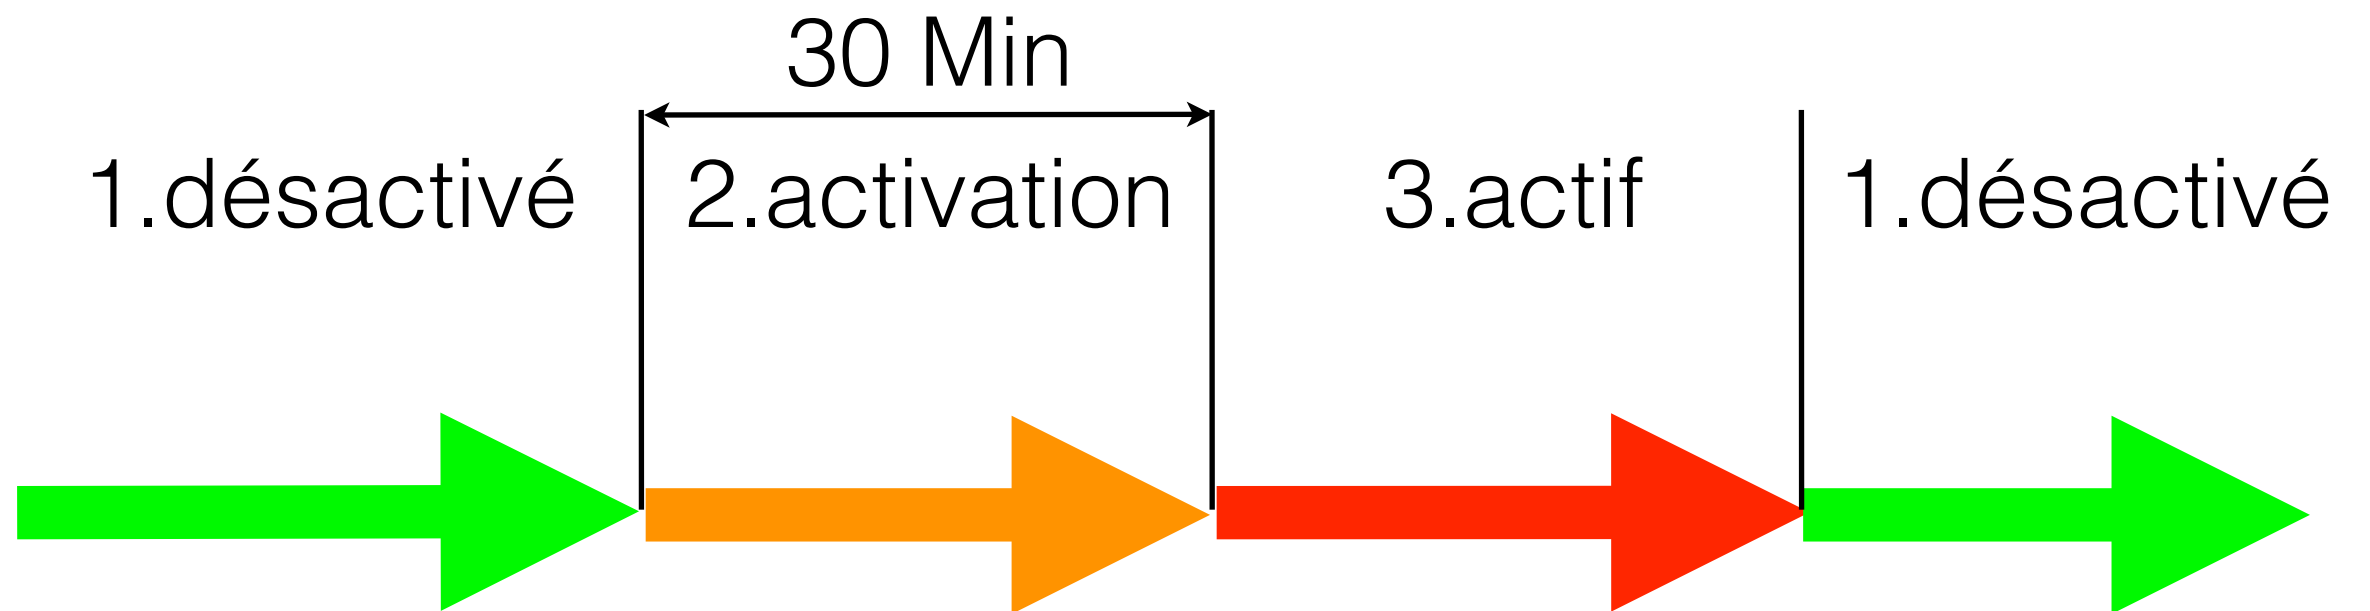 30 Min
1.désactivé 2.activation 3.actif 1.désactivé